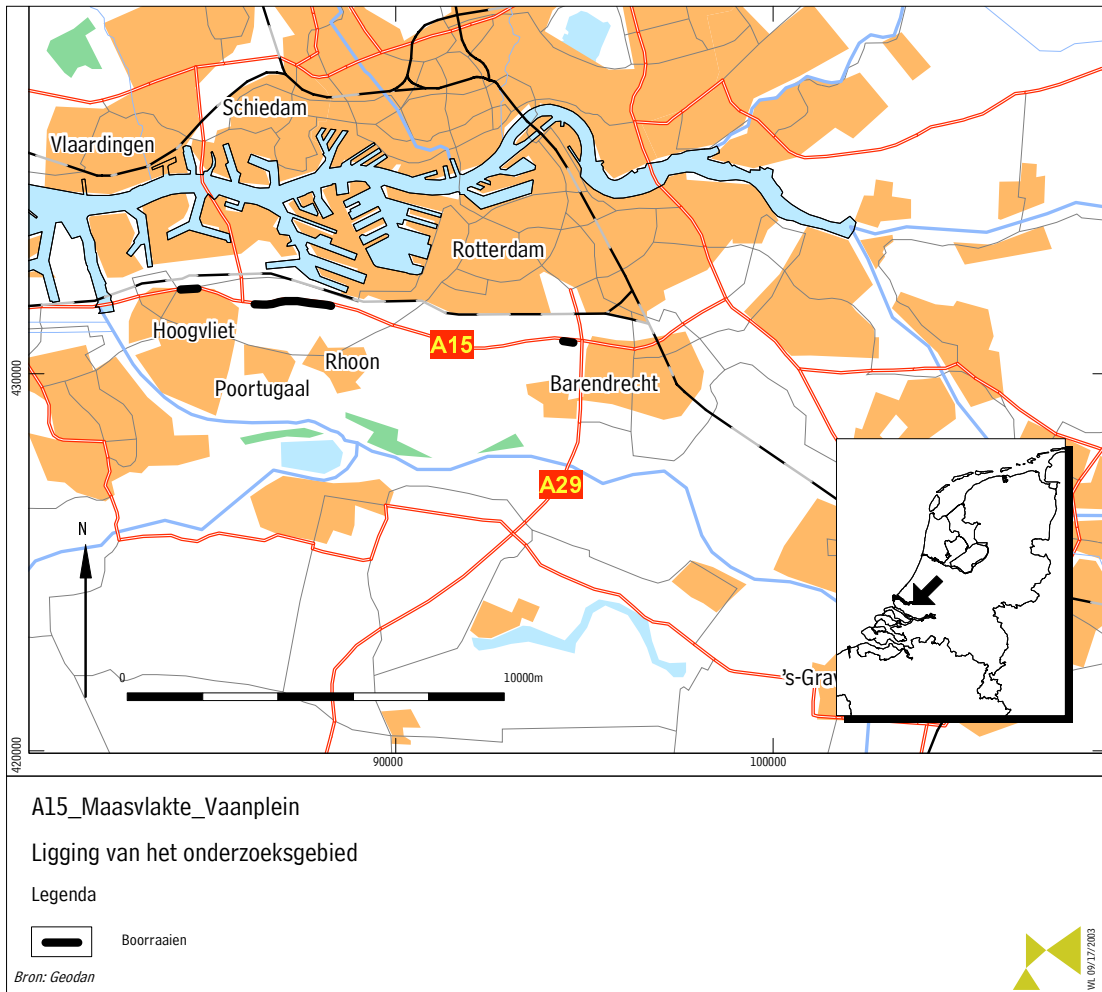 Schiedam
Vlaardingen
Rotterdam
Hoogvliet
A15
Rhoon
Poortugaal
Barendrecht
430000
A29
N
0
10000m
's-Grav
420000
90000
100000
A15_Maasvlakte_Vaanplein
Ligging van het onderzoeksgebied
Legenda
Boorraaien
Bron: Geodan
WL 09/17/2003